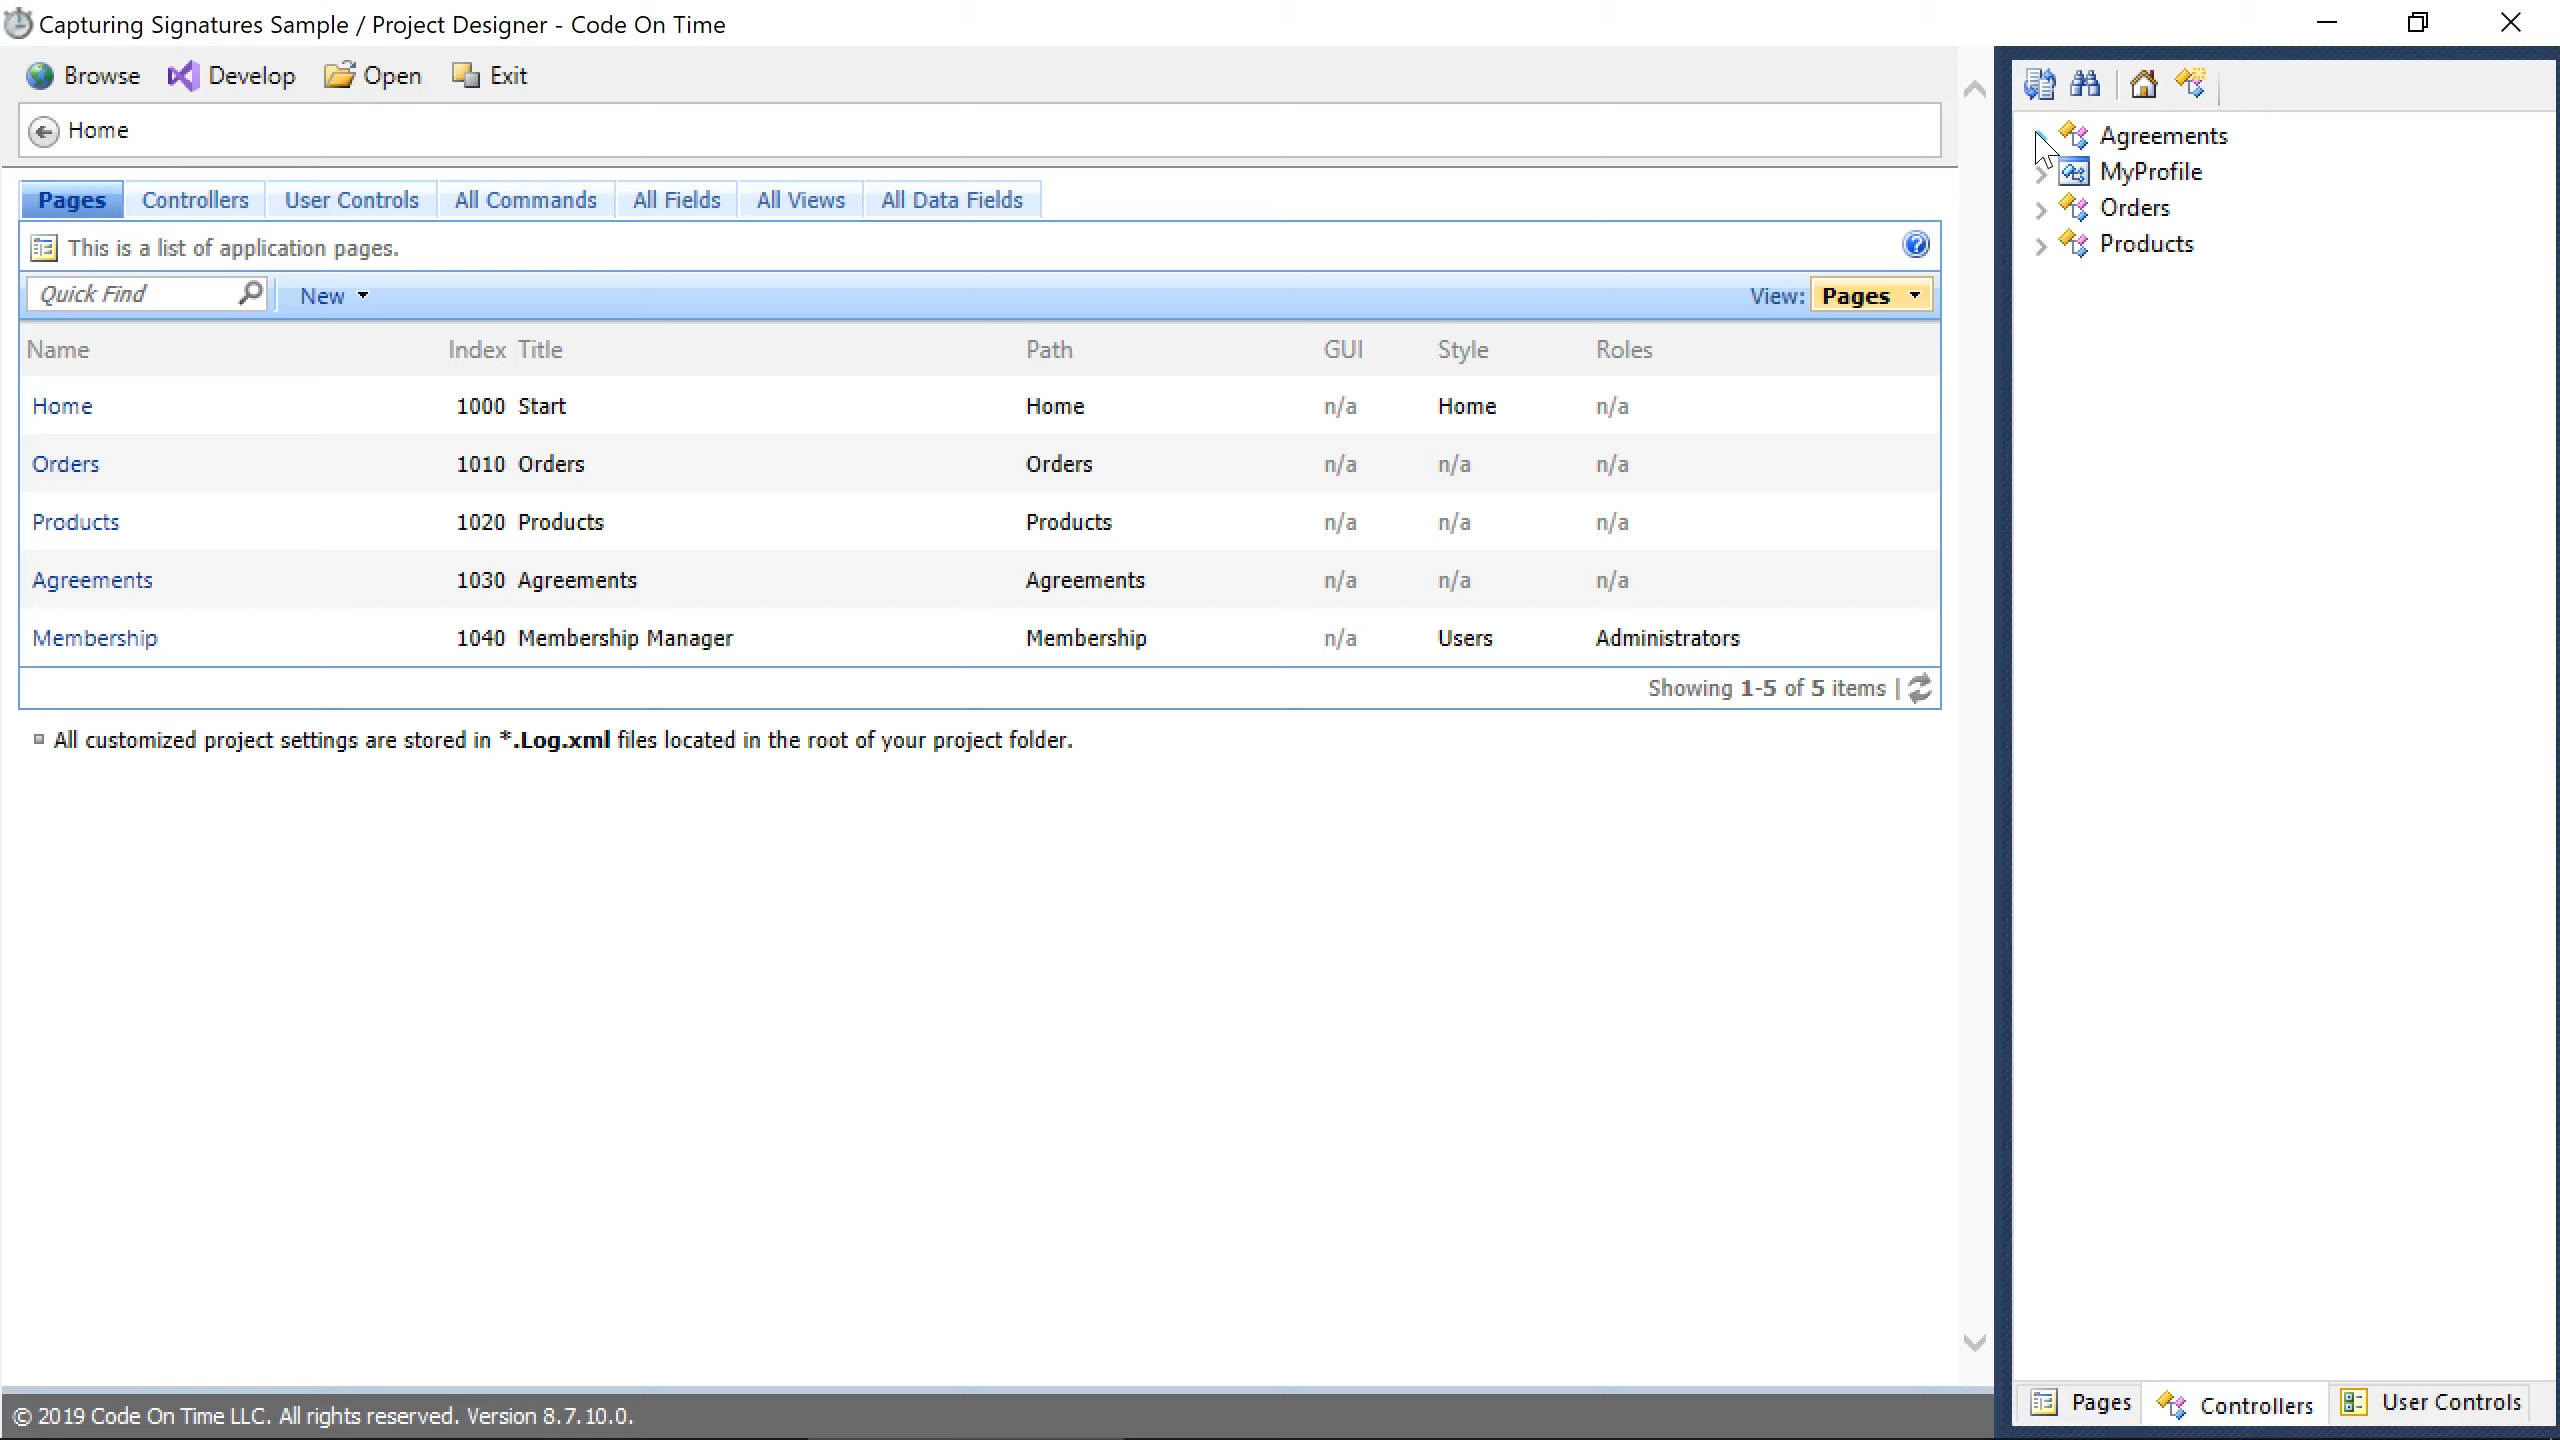 Capturing Signatures Sample / Project Designer - Code On Time
Browse Develop Open Exit
Home
Pages Controllers User Controls All Commands All Fields All Views All Data Fields
This is a list of application pages.
Quick Find New View: Pages
Name Index Title Path GUI Style Roles
Home 1000 Start Home n/a Home n/a
Orders 1010 Orders Orders n/a n/a n/a
Products 1020 Products Products n/a n/a n/a
Agreements 1030 Agreements Agreements n/a n/a n/a
Membership 1040 Membership Manager Membership n/a Users Administrators
Showing 1-5 of 5 items |
All customized project settings are stored in *.Log.xml files located in the root of your project folder.
© 2019 Code On Time LLC. All rights reserved. Version 8.7.10.0.
Agreements
MyProfile
Orders
Products
Pages Controllers User Controls